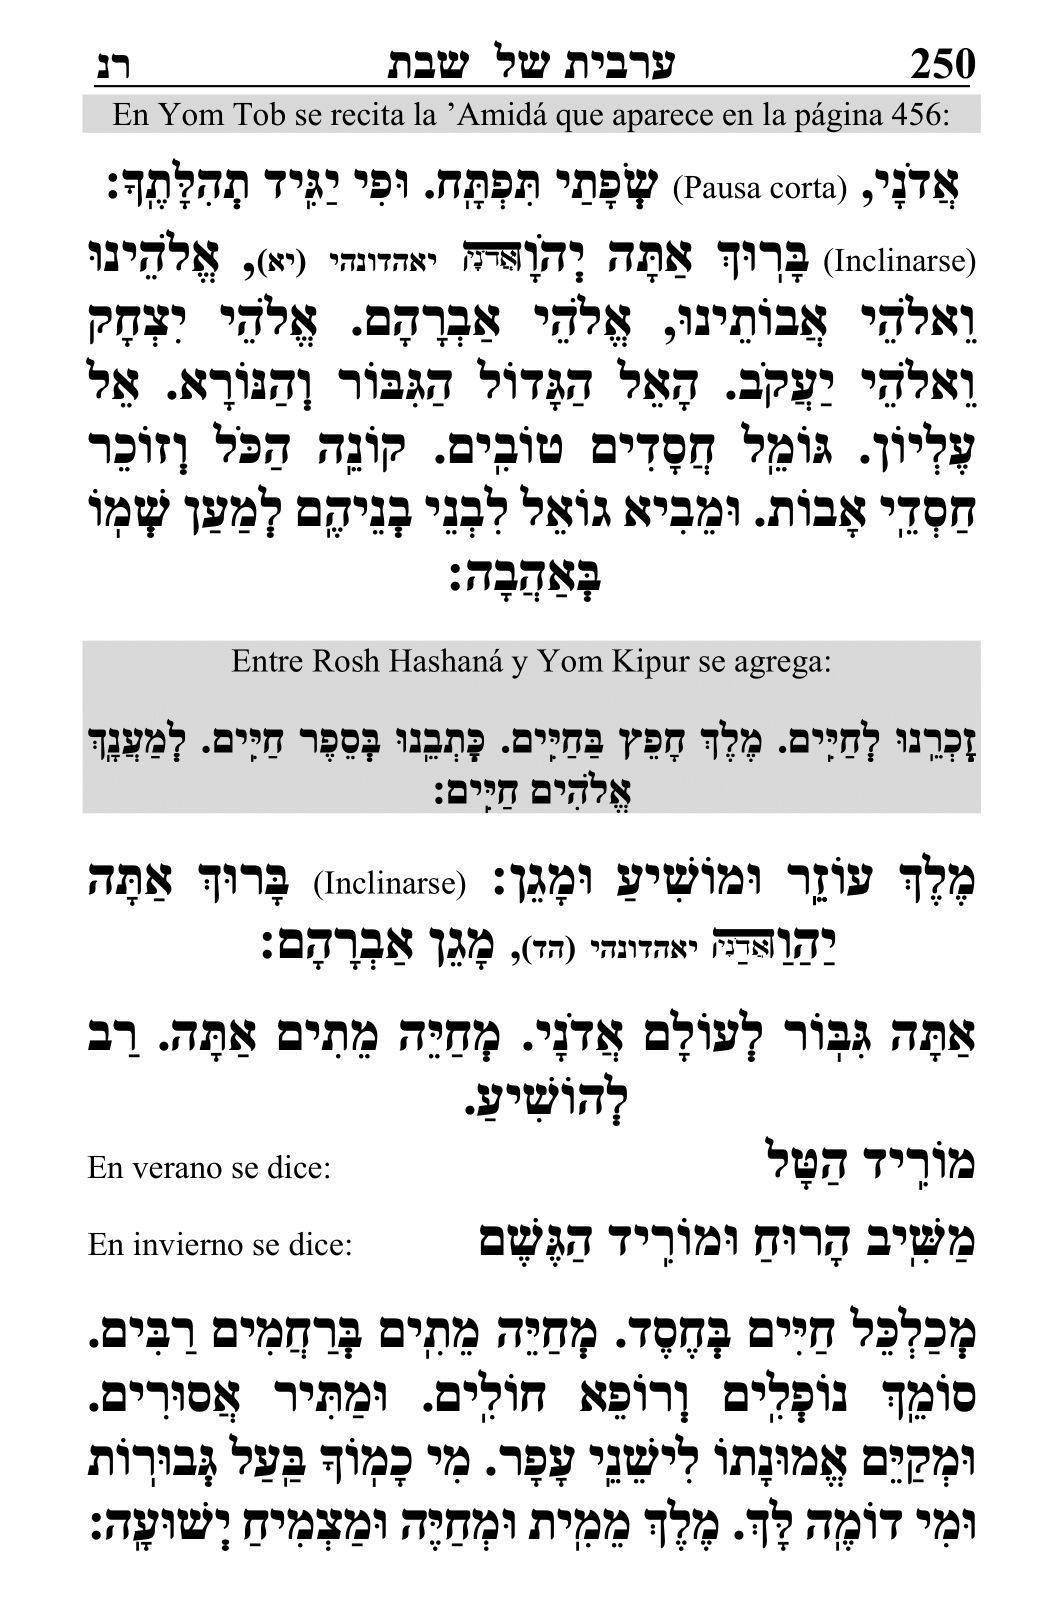 250 ערבית של שבת רנ
En Yom Tob se recita la ’Amidá que aparece en la página 456:
אֲדֹנָי, (Pausa corta) שְׂפָתַי תִּפְתָּח. וּפִי יַגִּיד תְּהִלָּתֶךָ:
(Inclinarse) בָּרוּךְ אַתָּה יְהֹוָאֲדֹנָיה יאהדונהי (יא), אֱלֹהֵינוּ
וֵאלֹהֵי אֲבוֹתֵינוּ, אֱלֹהֵי אַבְרָהָם. אֱלֹהֵי יִצְחָק
וֵאלֹהֵי יַעֲקֹב. הָאֵל הַגָּדוֹל הַגִּבּוֹר וְהַנּוֹרָא. אֵל
עֶלְיוֹן. גּוֹמֵל חֲסָדִים טוֹבִים. קוֹנֵה הַכֹּל וְזוֹכֵר
חַסְדֵי אָבוֹת. וּמֵבִיא גוֹאֵל לִבְנֵי בְנֵיהֶם לְמַעַן שְׁמוֹ
בְּאַהֲבָה:
Entre Rosh Hashaná y Yom Kipur se agrega:
זָכְרֵנוּ לְחַיִּים. מֶלֶךְ חָפֵץ בַּחַיִּים. כָּתְבֵנוּ בְּסֵפֶר חַיִּים. לְמַעֲנָךְ
אֱלֹהִים חַיִּים:
מֶלֶךְ עוֹזֵר וּמוֹשִׁיעַ וּמָגֵן: (Inclinarse) בָּרוּךְ אַתָּה
יַהַוַאֲדֹנָיה יאהדונהי (הד), מָגֵן אַבְרָהָם:
אַתָּה גִּבּוֹר לְעוֹלָם אֲדֹנָי. מְחַיֵּה מֵתִים אַתָּה. רַב
לְהוֹשִׁיעַ.
En verano se dice: מוֹרִיד הַטָּל
En invierno se dice: מַשִּׁיב הָרוּחַ וּמוֹרִיד הַגֶּשֶׁם
מְכַלְכֵּל חַיִּים בְּחֶסֶד. מְחַיֵּה מֵתִים בְּרַחֲמִים רַבִּים.
סוֹמֵךְ נוֹפְלִים וְרוֹפֵא חוֹלִים. וּמַתִּיר אֲסוּרִים.
וּמְקַיֵּם אֱמוּנָתוֹ לִישֵׁנֵי עָפָר. מִי כָמוֹךָ בַּעַל גְּבוּרוֹת
וּמִי דוֹמֶה לָּךְ. מֶלֶךְ מֵמִית וּמְחַיֶּה וּמַצְמִיחַ יְשׁוּעָה: